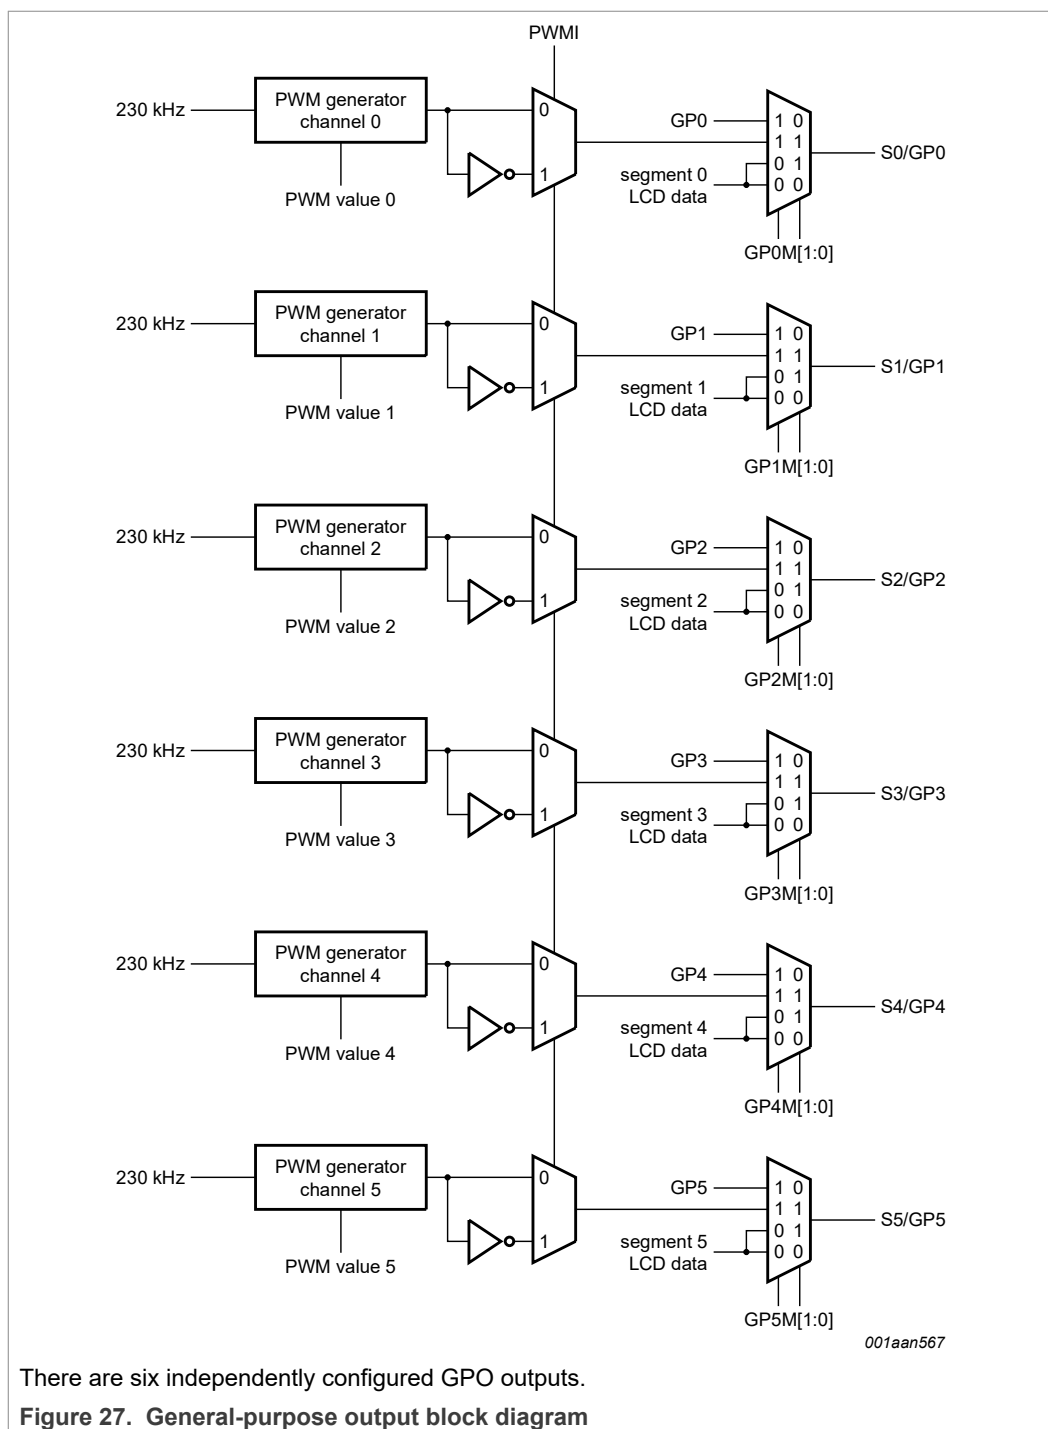 PWMI
230 kHz
PWM generator
channel 0
PWM value 0
0
1
GP0
segment 0
LCD data
1 0
1 1
0 1
0 0
S0/GP0
GP0M[1:0]
230 kHz
PWM generator
channel 1
PWM value 1
0
1
GP1
segment 1
LCD data
1 0
1 1
0 1
0 0
S1/GP1
GP1M[1:0]
230 kHz
PWM generator
channel 2
PWM value 2
0
1
GP2
segment 2
LCD data
1 0
1 1
0 1
0 0
S2/GP2
GP2M[1:0]
230 kHz
PWM generator
channel 3
PWM value 3
0
1
GP3
segment 3
LCD data
1 0
1 1
0 1
0 0
S3/GP3
GP3M[1:0]
230 kHz
PWM generator
channel 4
PWM value 4
0
1
GP4
segment 4
LCD data
1 0
1 1
0 1
0 0
S4/GP4
GP4M[1:0]
230 kHz
PWM generator
channel 5
PWM value 5
0
1
GP5
segment 5
LCD data
1 0
1 1
0 1
0 0
S5/GP5
GP5M[1:0]
001aan567
There are six independently configured GPO outputs.
Figure 27. General-purpose output block diagram